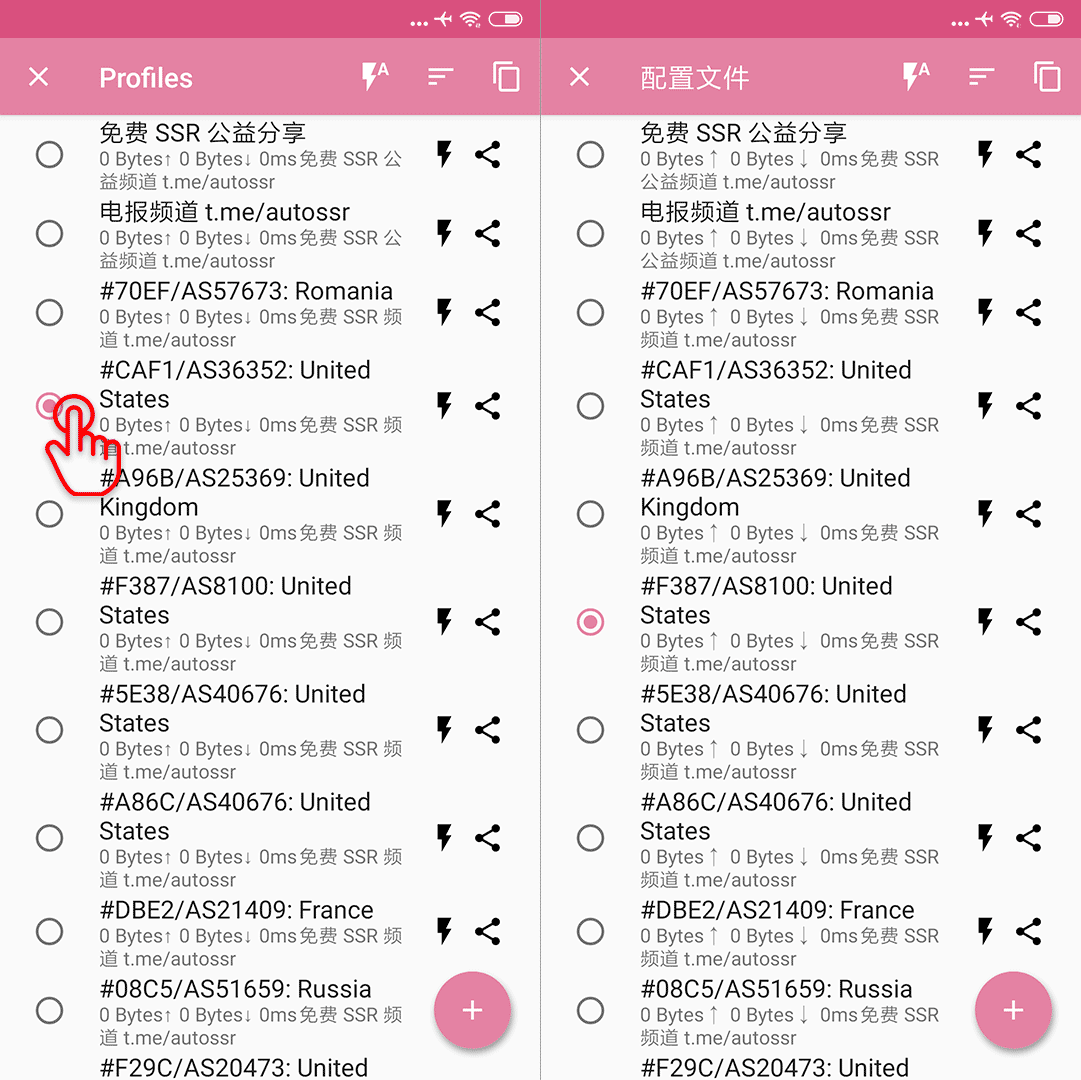 Profiles
A
免费 SSR 公益分享
0 Bytes↑ 0 Bytes↓ 0ms免费 SSR 公
益频道 t.me/autossr
电报频道 t.me/autossr
0 Bytes↑ 0 Bytes↓ 0ms免费 SSR 公
益频道 t.me/autossr
#70EF/AS57673: Romania
0 Bytes↑ 0 Bytes↓ 0ms免费 SSR 频
道 t.me/autossr
#CAF1/AS36352: United
States
0 Bytes↑ 0 Bytes↓ 0ms免费 SSR 频
道 t.me/autossr
#A96B/AS25369: United
Kingdom
0 Bytes↑ 0 Bytes↓ 0ms免费 SSR 频
道 t.me/autossr
#F387/AS8100: United
States
0 Bytes↑ 0 Bytes↓ 0ms免费 SSR 频
道 t.me/autossr
#5E38/AS40676: United
States
0 Bytes↑ 0 Bytes↓ 0ms免费 SSR 频
道 t.me/autossr
#A86C/AS40676: United
States
0 Bytes↑ 0 Bytes↓ 0ms免费 SSR 频
道 t.me/autossr
#DBE2/AS21409: France
0 Bytes↑ 0 Bytes↓ 0ms免费 SSR 频
道 t.me/autossr
#08C5/AS51659: Russia
0 Bytes↑ 0 Bytes↓ 0ms免费 SSR 频
道 t.me/autossr
#F29C/AS20473: United
配置文件
A
免费 SSR 公益分享
0 Bytes↑ 0 Bytes↓ 0ms免费 SSR
公益频道 t.me/autossr
电报频道 t.me/autossr
0 Bytes↑ 0 Bytes↓ 0ms免费 SSR
公益频道 t.me/autossr
#70EF/AS57673: Romania
0 Bytes↑ 0 Bytes↓ 0ms免费 SSR
频道 t.me/autossr
#CAF1/AS36352: United
States
0 Bytes↑ 0 Bytes↓ 0ms免费 SSR
频道 t.me/autossr
#A96B/AS25369: United
Kingdom
0 Bytes↑ 0 Bytes↓ 0ms免费 SSR
频道 t.me/autossr
#F387/AS8100: United
States
0 Bytes↑ 0 Bytes↓ 0ms免费 SSR
频道 t.me/autossr
#5E38/AS40676: United
States
0 Bytes↑ 0 Bytes↓ 0ms免费 SSR
频道 t.me/autossr
#A86C/AS40676: United
States
0 Bytes↑ 0 Bytes↓ 0ms免费 SSR
频道 t.me/autossr
#DBE2/AS21409: France
0 Bytes↑ 0 Bytes↓ 0ms免费 SSR
频道 t.me/autossr
#08C5/AS51659: Russia
0 Bytes↑ 0 Bytes↓ 0ms免费 SSR
频道 t.me/autossr
#F29C/AS20473: United